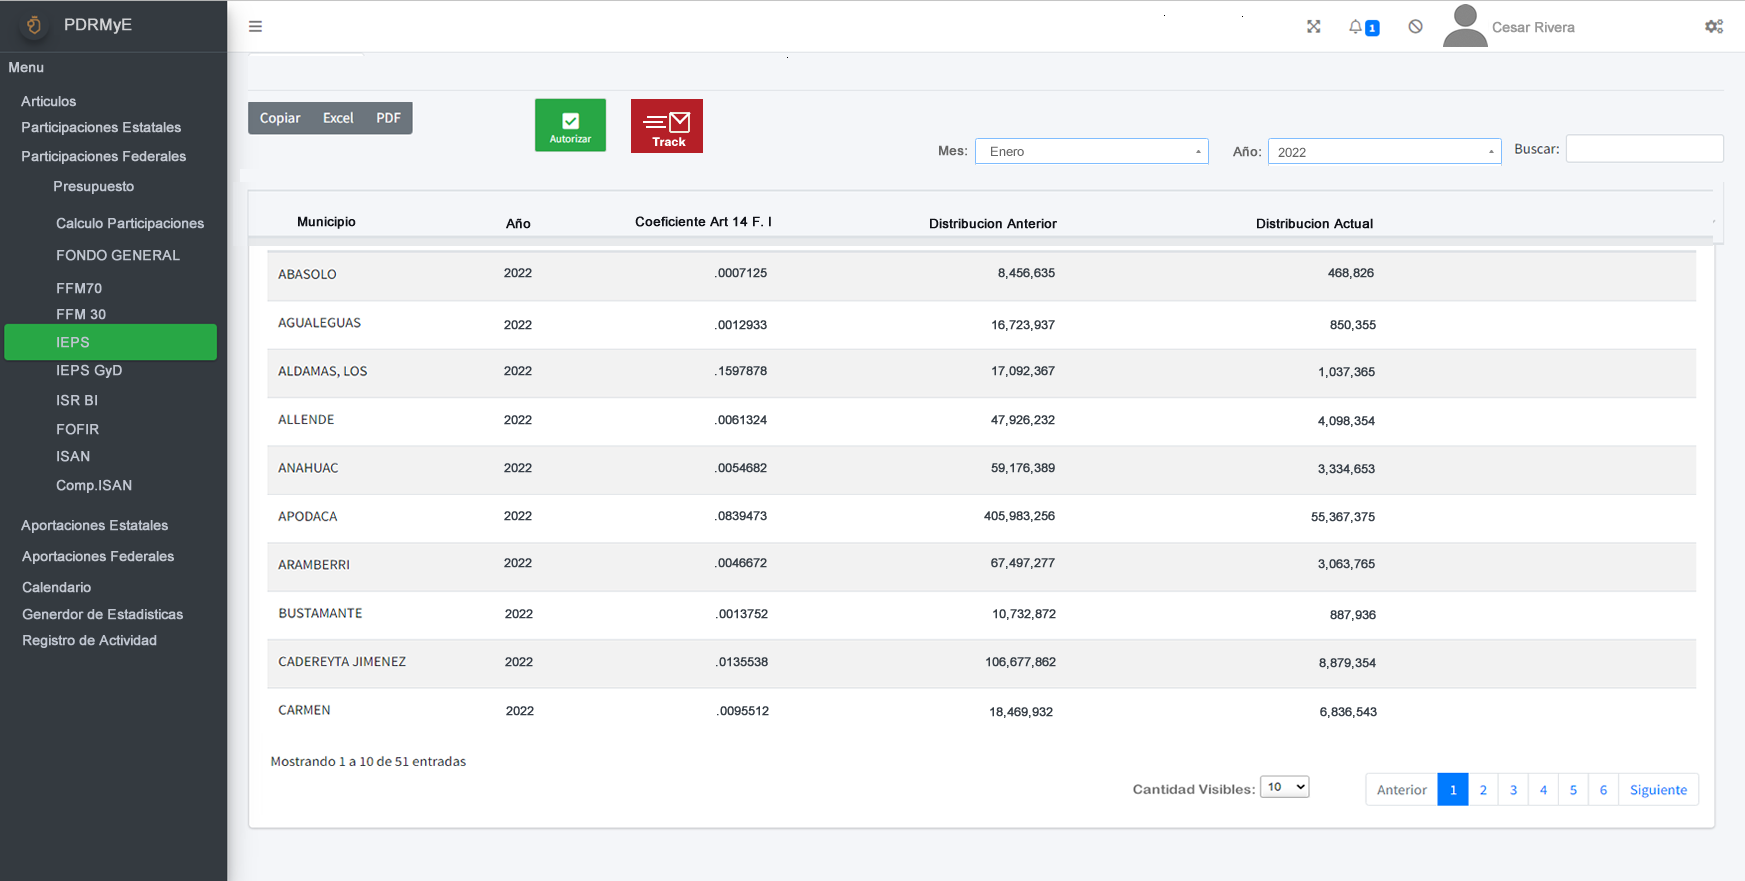 PDRMyE
1
Cesar Rivera
Menu
Articulos
Participaciones Estatales
Participaciones Federales
Presupuesto
Calculo Participaciones
FONDO GENERAL
FFM70
FFM 30
IEPS
IEPS GyD
ISR BI
FOFIR
ISAN
Comp.ISAN
Aportaciones Estatales
Aportaciones Federales
Calendario
Generdor de Estadisticas
Registro de Actividad
Copiar Excel PDF
Autorizar
Track
Mes: Enero Año: 2022 Buscar:
Municipio Año Coeficiente Art 14 F. I Distribucion Anterior Distribucion Actual
ABASOLO 2022 .0007125 8,456,635 468,826
AGUALEGUAS 2022 .0012933 16,723,937 850,355
ALDAMAS, LOS 2022 .1597878 17,092,367 1,037,365
ALLENDE 2022 .0061324 47,926,232 4,098,354
ANAHUAC 2022 .0054682 59,176,389 3,334,653
APODACA 2022 .0839473 405,983,256 55,367,375
ARAMBERRI 2022 .0046672 67,497,277 3,063,765
BUSTAMANTE 2022 .0013752 10,732,872 887,936
CADEREYTA JIMENEZ 2022 .0135538 106,677,862 8,879,354
CARMEN 2022 .0095512 18,469,932 6,836,543
Mostrando 1 a 10 de 51 entradas
Cantidad Visibles: 10
Anterior 1 2 3 4 5 6 Siguiente